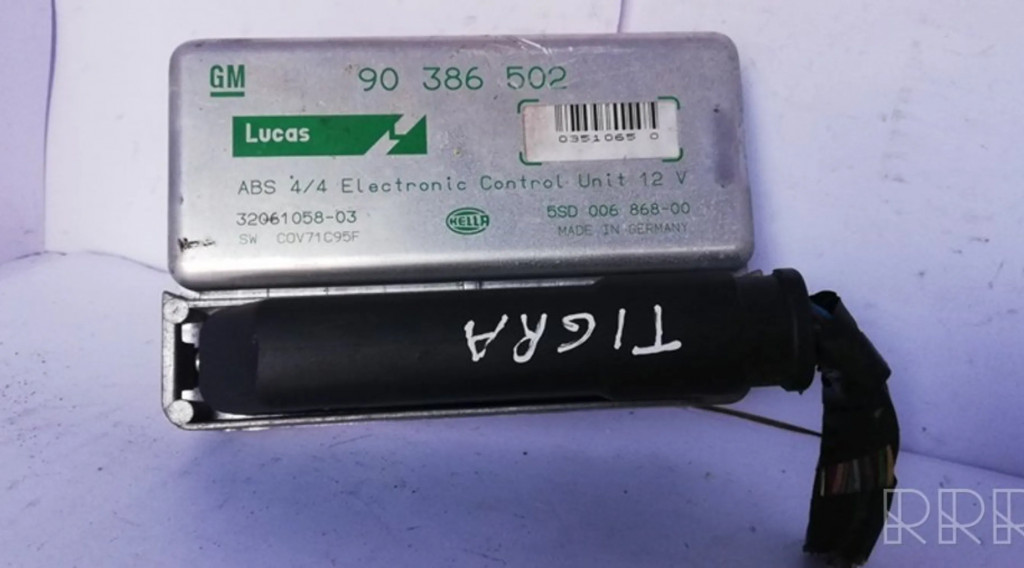 GM 90 386 502
Lucas
0351065 0
ABS 4/4 Electronic Control Unit 12 V
32061058-03 HELLA 5SD 006 868-00
SW COV71C95F MADE IN GERMANY
TIGRA
RRR